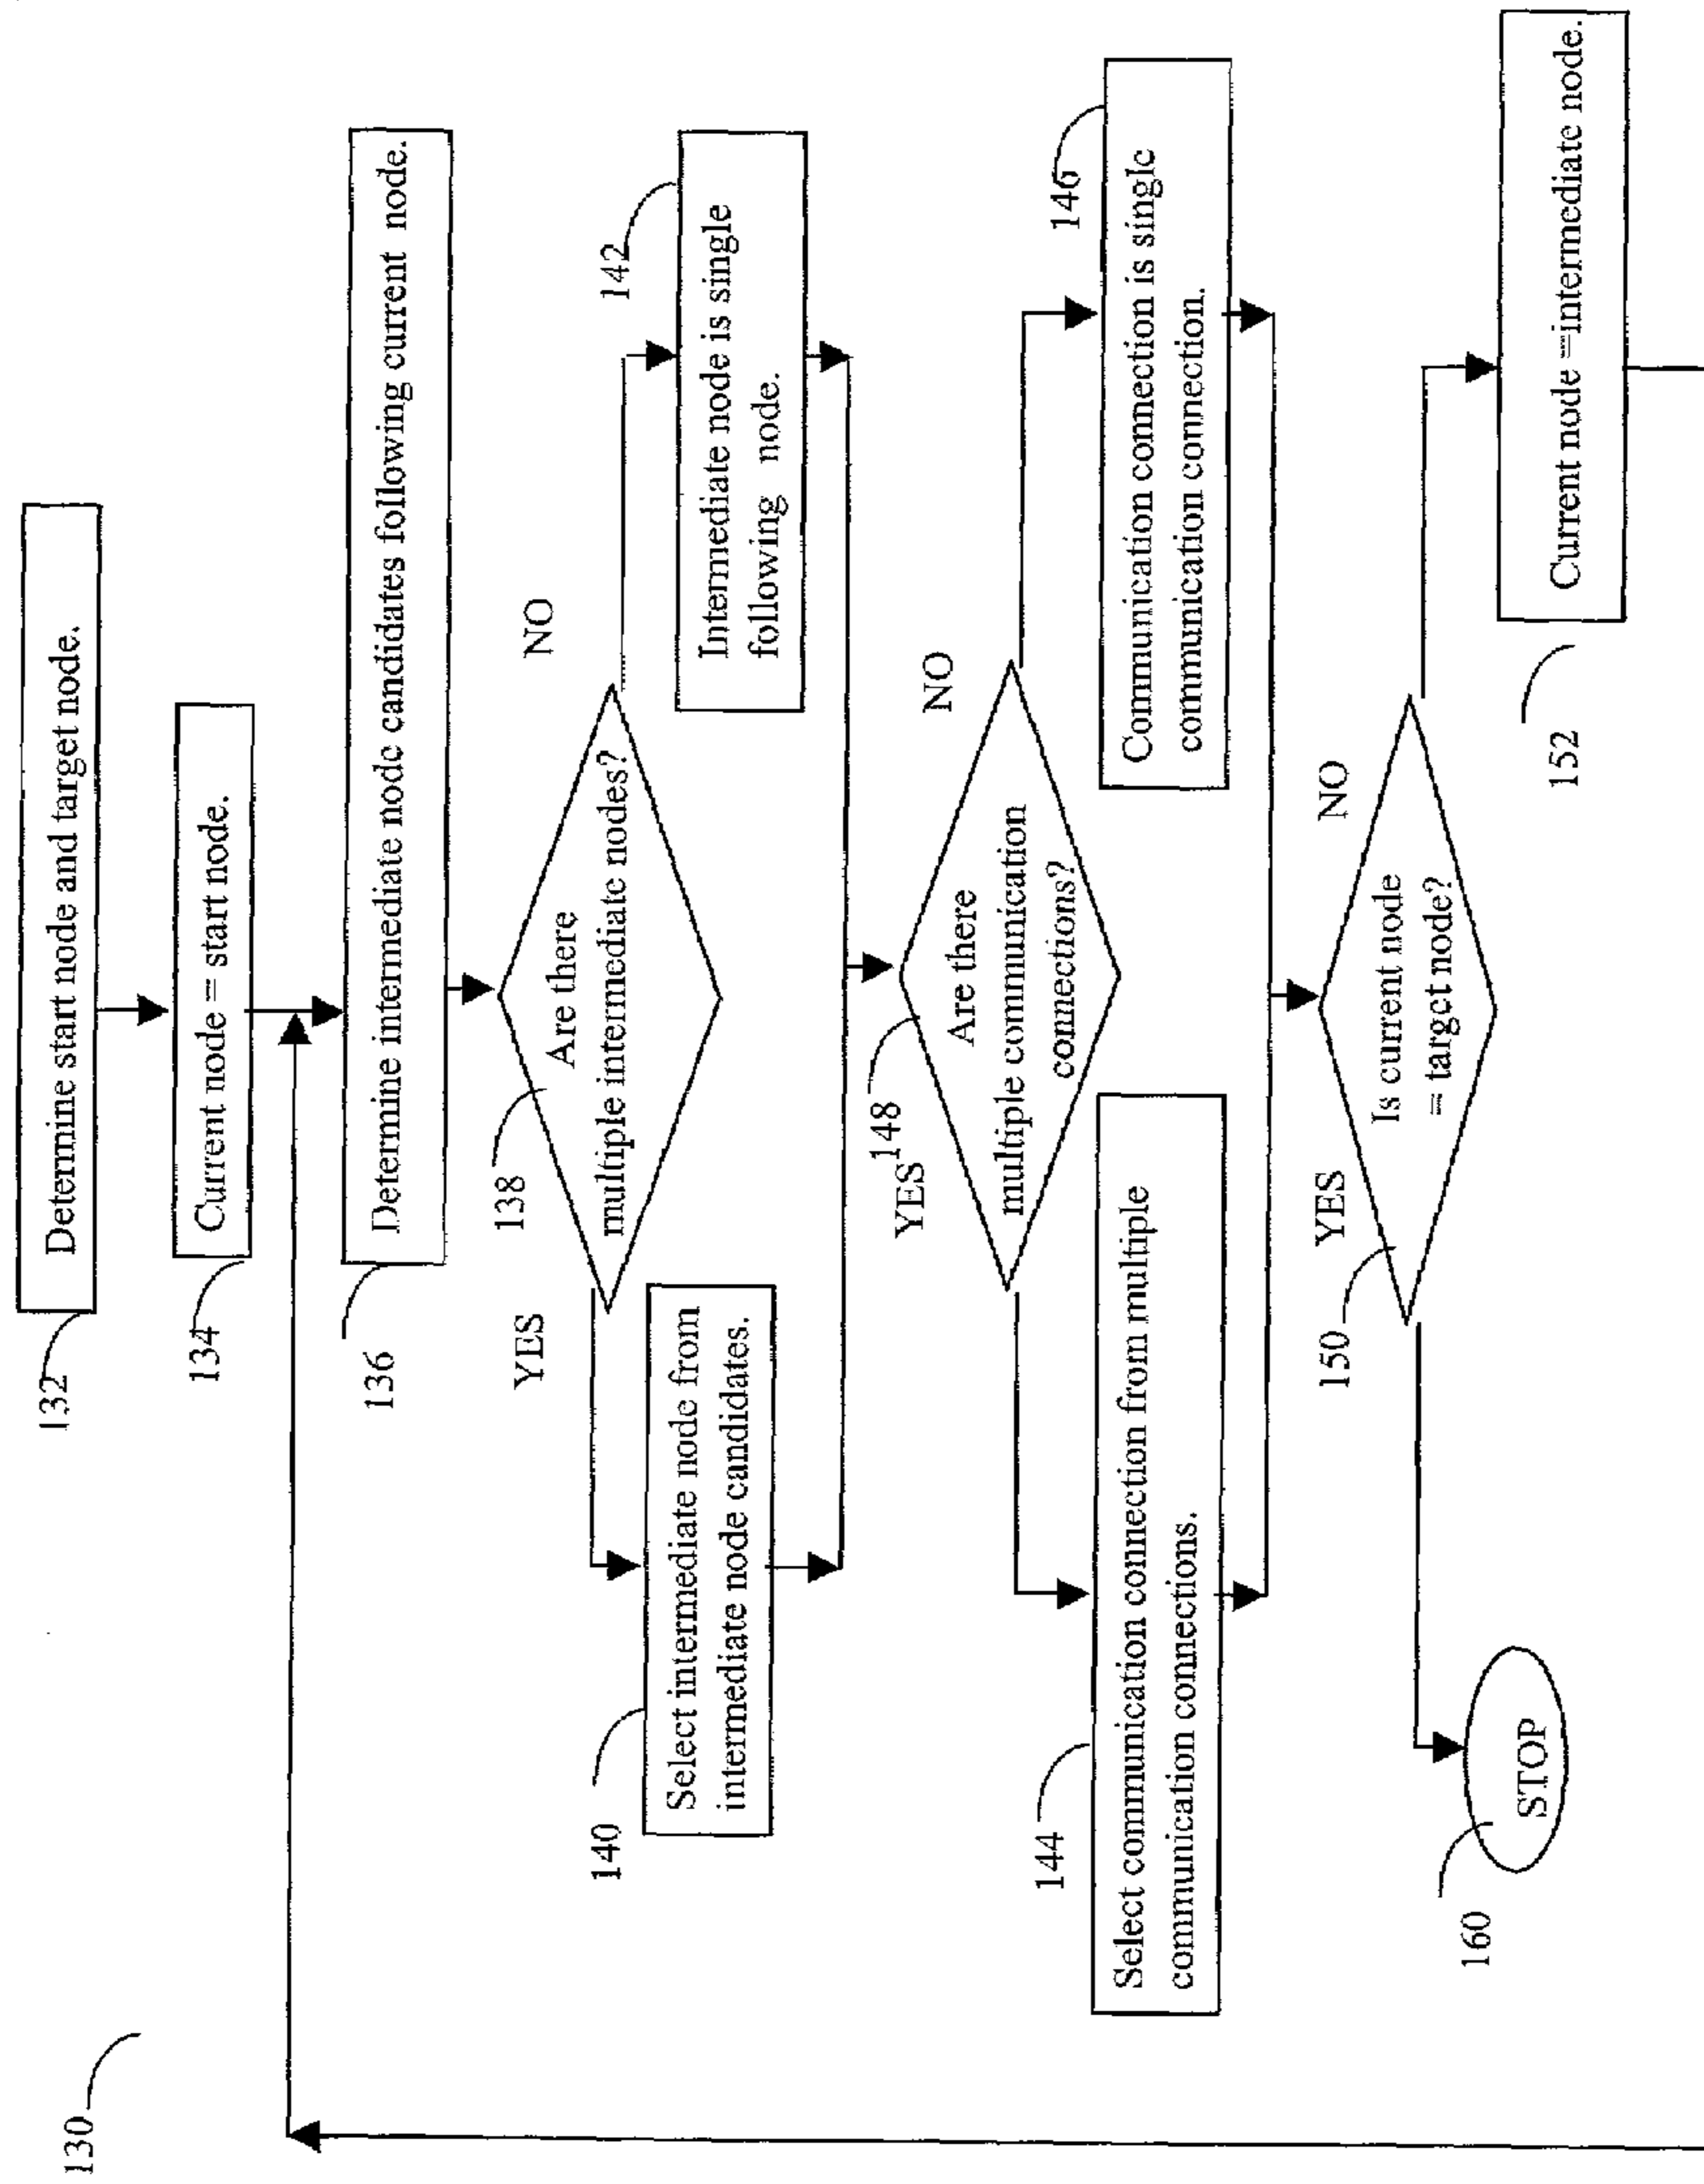 130
132
Determine start node and target node.
134
Current node = start node.
136
Determine intermediate node candidates following current node.
138
Are there
multiple intermediate nodes?
YES
NO
140
Select intermediate node from
intermediate node candidates.
142
Intermediate node is single
following node.
148
Are there
multiple communication
connections?
YES
NO
144
Select communication connection from multiple
communication connections.
146
Communication connection is single
communication connection.
150
Is current node
= target node?
YES
NO
160
STOP
152
Current node =intermediate node.